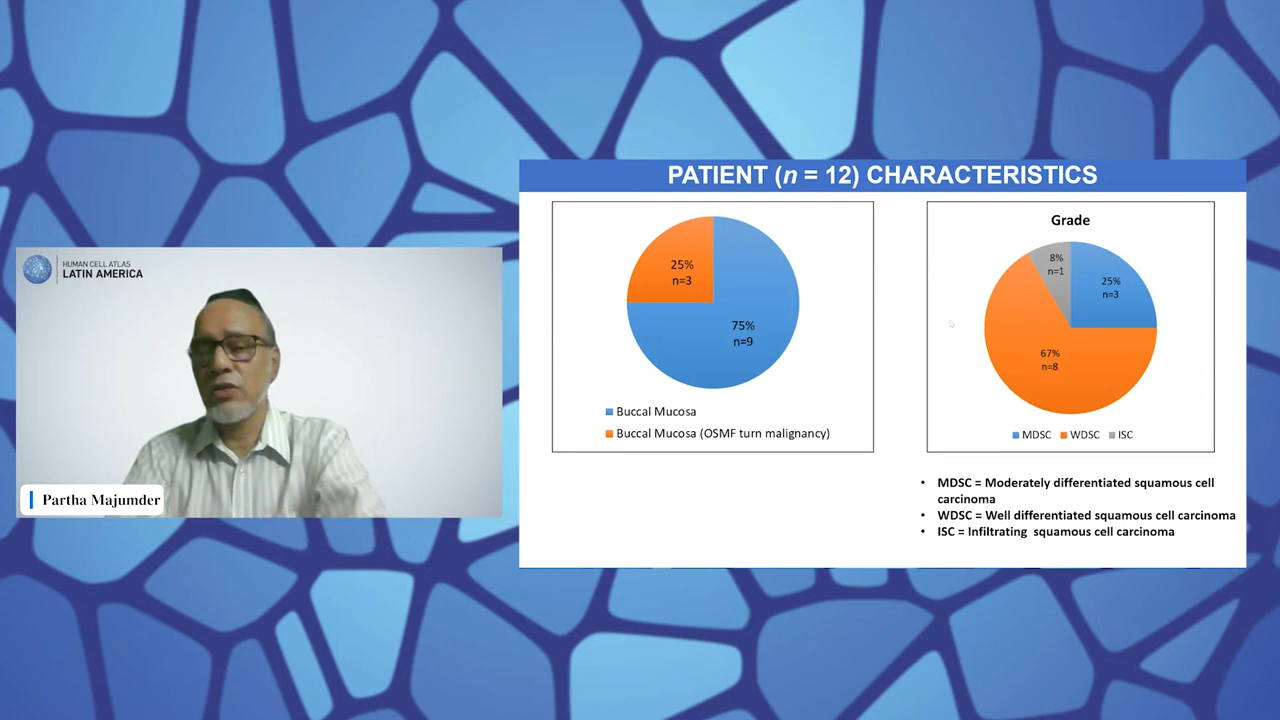 HUMAN CELL ATLAS
LATIN AMERICA
Partha Majumder
PATIENT (n = 12) CHARACTERISTICS
25%
n=3
75%
n=9
Buccal Mucosa
Buccal Mucosa (OSMF turn malignancy)
Grade
8%
n=1
25%
n=3
67%
n=8
MDSC WDSC ISC
• MDSC = Moderately differentiated squamous cell
carcinoma
• WDSC = Well differentiated squamous cell carcinoma
• ISC = Infiltrating squamous cell carcinoma